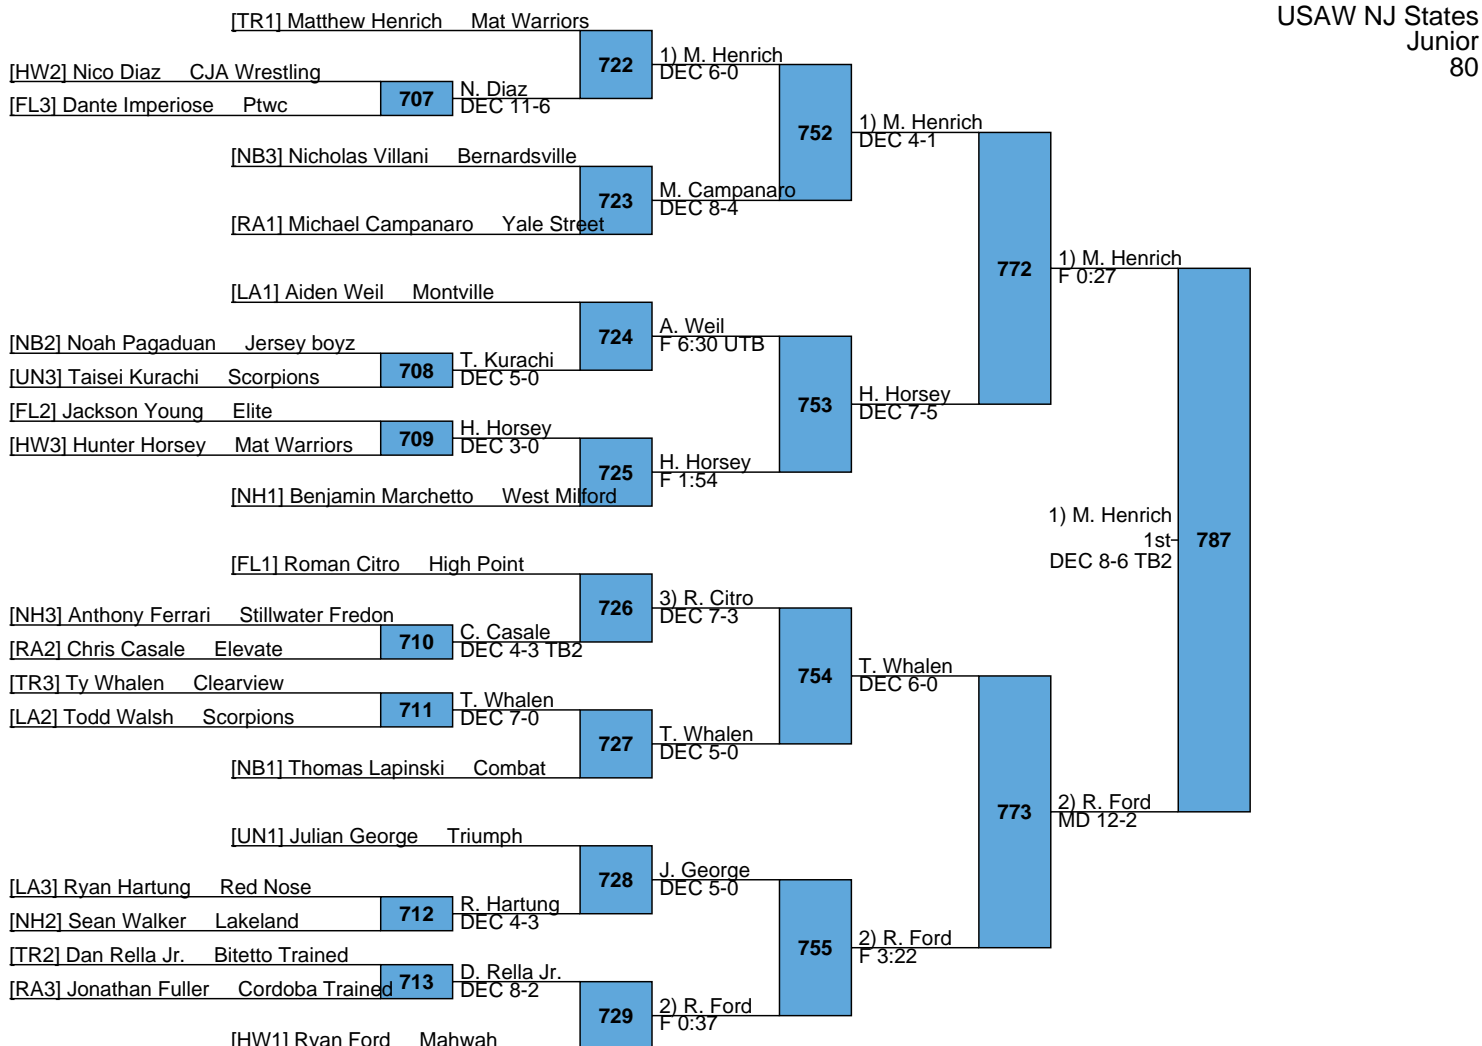 USAW NJ States
Junior
80
[TR1] Matthew Henrich Mat Warriors
722
1) M. Henrich
DEC 6-0
[HW2] Nico Diaz CJA Wrestling
[FL3] Dante Imperiose Ptwc
707
N. Diaz
DEC 11-6
752
1) M. Henrich
DEC 4-1
[NB3] Nicholas Villani Bernardsville
[RA1] Michael Campanaro Yale Street
723
M. Campanaro
DEC 8-4
772
1) M. Henrich
F 0:27
[LA1] Aiden Weil Montville
724
A. Weil
F 6:30 UTB
[NB2] Noah Pagaduan Jersey boyz
[UN3] Taisei Kurachi Scorpions
708
T. Kurachi
DEC 5-0
753
H. Horsey
DEC 7-5
[FL2] Jackson Young Elite
[HW3] Hunter Horsey Mat Warriors
709
H. Horsey
DEC 3-0
725
H. Horsey
F 1:54
[NH1] Benjamin Marchetto West Milford
1) M. Henrich
1st
DEC 8-6 TB2
787
[FL1] Roman Citro High Point
726
3) R. Citro
DEC 7-3
[NH3] Anthony Ferrari Stillwater Fredon
[RA2] Chris Casale Elevate
710
C. Casale
DEC 4-3 TB2
754
T. Whalen
DEC 6-0
[TR3] Ty Whalen Clearview
[LA2] Todd Walsh Scorpions
711
T. Whalen
DEC 7-0
727
T. Whalen
DEC 5-0
[NB1] Thomas Lapinski Combat
773
2) R. Ford
MD 12-2
[UN1] Julian George Triumph
728
J. George
DEC 5-0
[LA3] Ryan Hartung Red Nose
[NH2] Sean Walker Lakeland
712
R. Hartung
DEC 4-3
755
2) R. Ford
F 3:22
[TR2] Dan Rella Jr. Bitetto Trained
[RA3] Jonathan Fuller Cordoba Trained
713
D. Rella Jr.
DEC 8-2
729
2) R. Ford
F 0:37
[HW1] Ryan Ford Mahwah